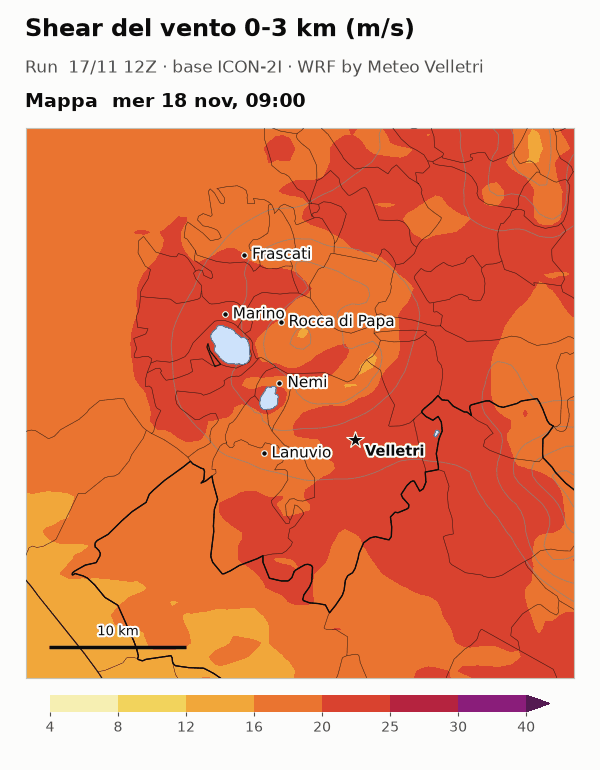 Shear del vento 0-3 km (m/s)
Run  17/11 12Z · base ICON-2I · WRF by Meteo Velletri
Mappa  mer 18 nov, 09:00
Frascati
Marino
Rocca di Papa
Nemi
Velletri
Lanuvio
10 km
4 8 12 16 20 25 30 40